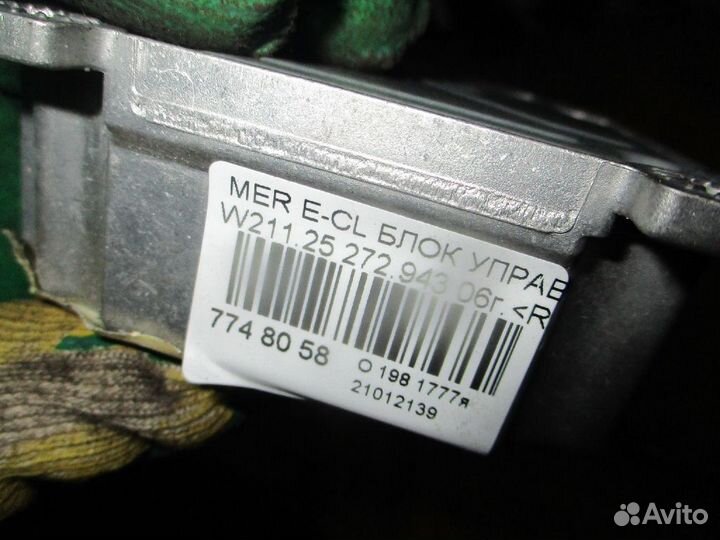 MER E-CL БЛОК УПРАВ
W211.25 272.943 06г.<R
774 80 58
О 198 1777я
21012139
Avito